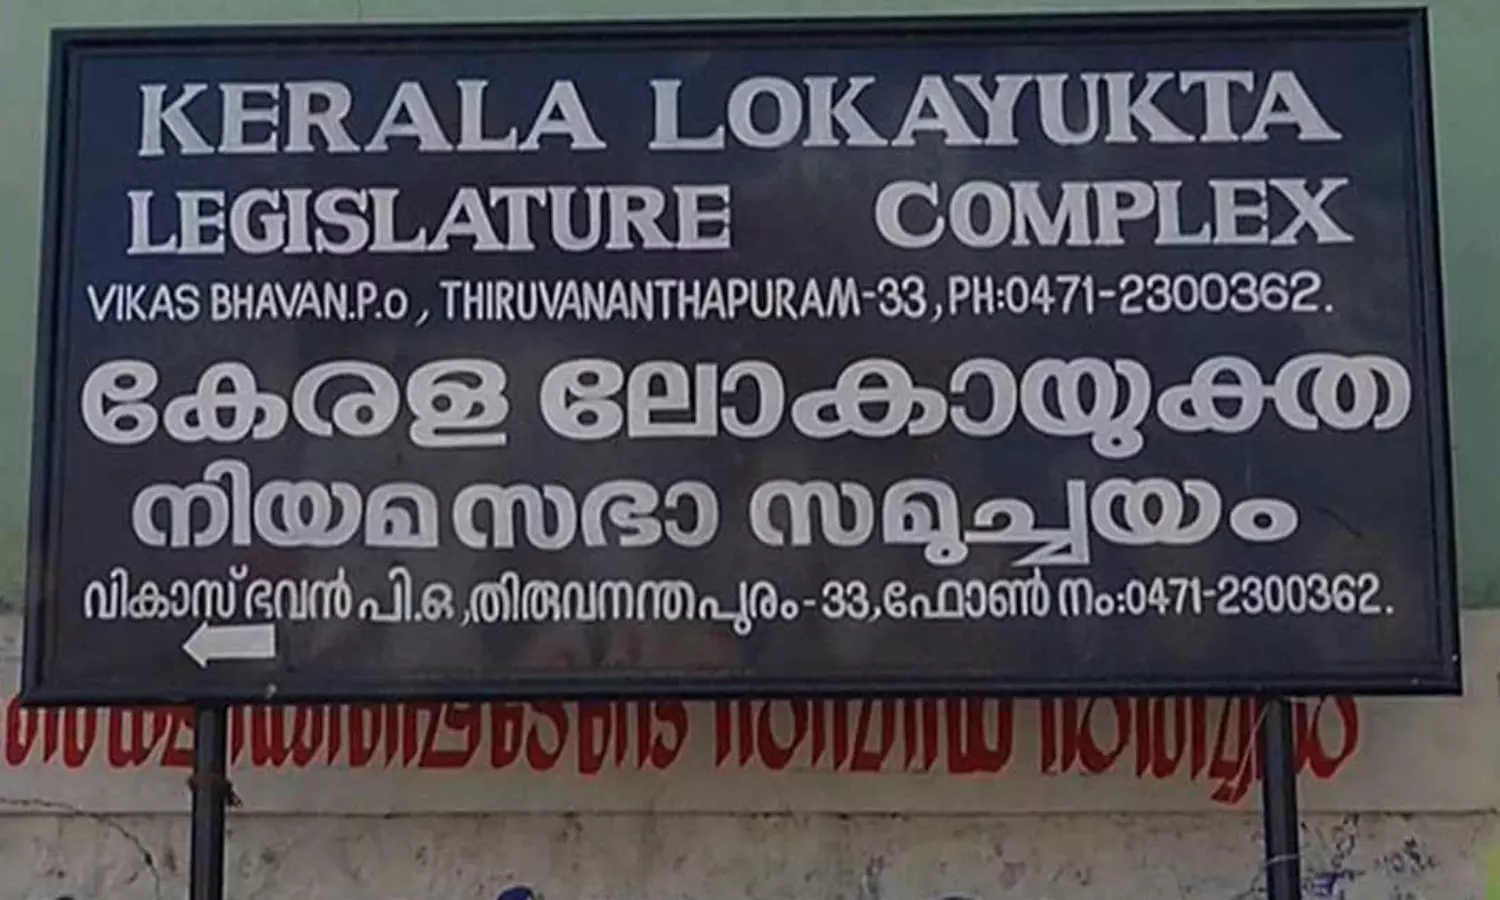 KERALA LOKAYUKTA
LEGISLATURE COMPLEX
VIKAS BHAVAN.P.O, THIRUVANANTHAPURAM-33, PH:0471-2300362.
കേരള ലോകായുക്ത
നിയമസഭാ സമുച്ചയം
വികാസ് ഭവൻ പി.ഒ, തിരുവനന്തപുരം-33, ഫോൺ നം:0471-2300362.